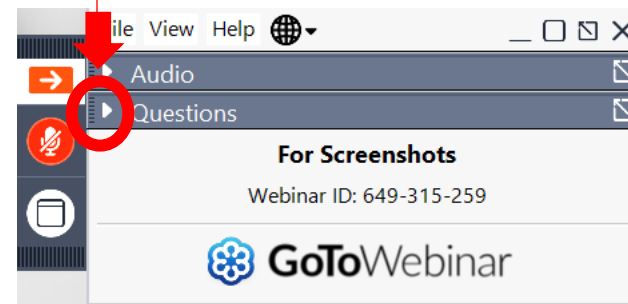 ile View Help
Audio
Questions
For Screenshots
Webinar ID: 649-315-259
GoToWebinar